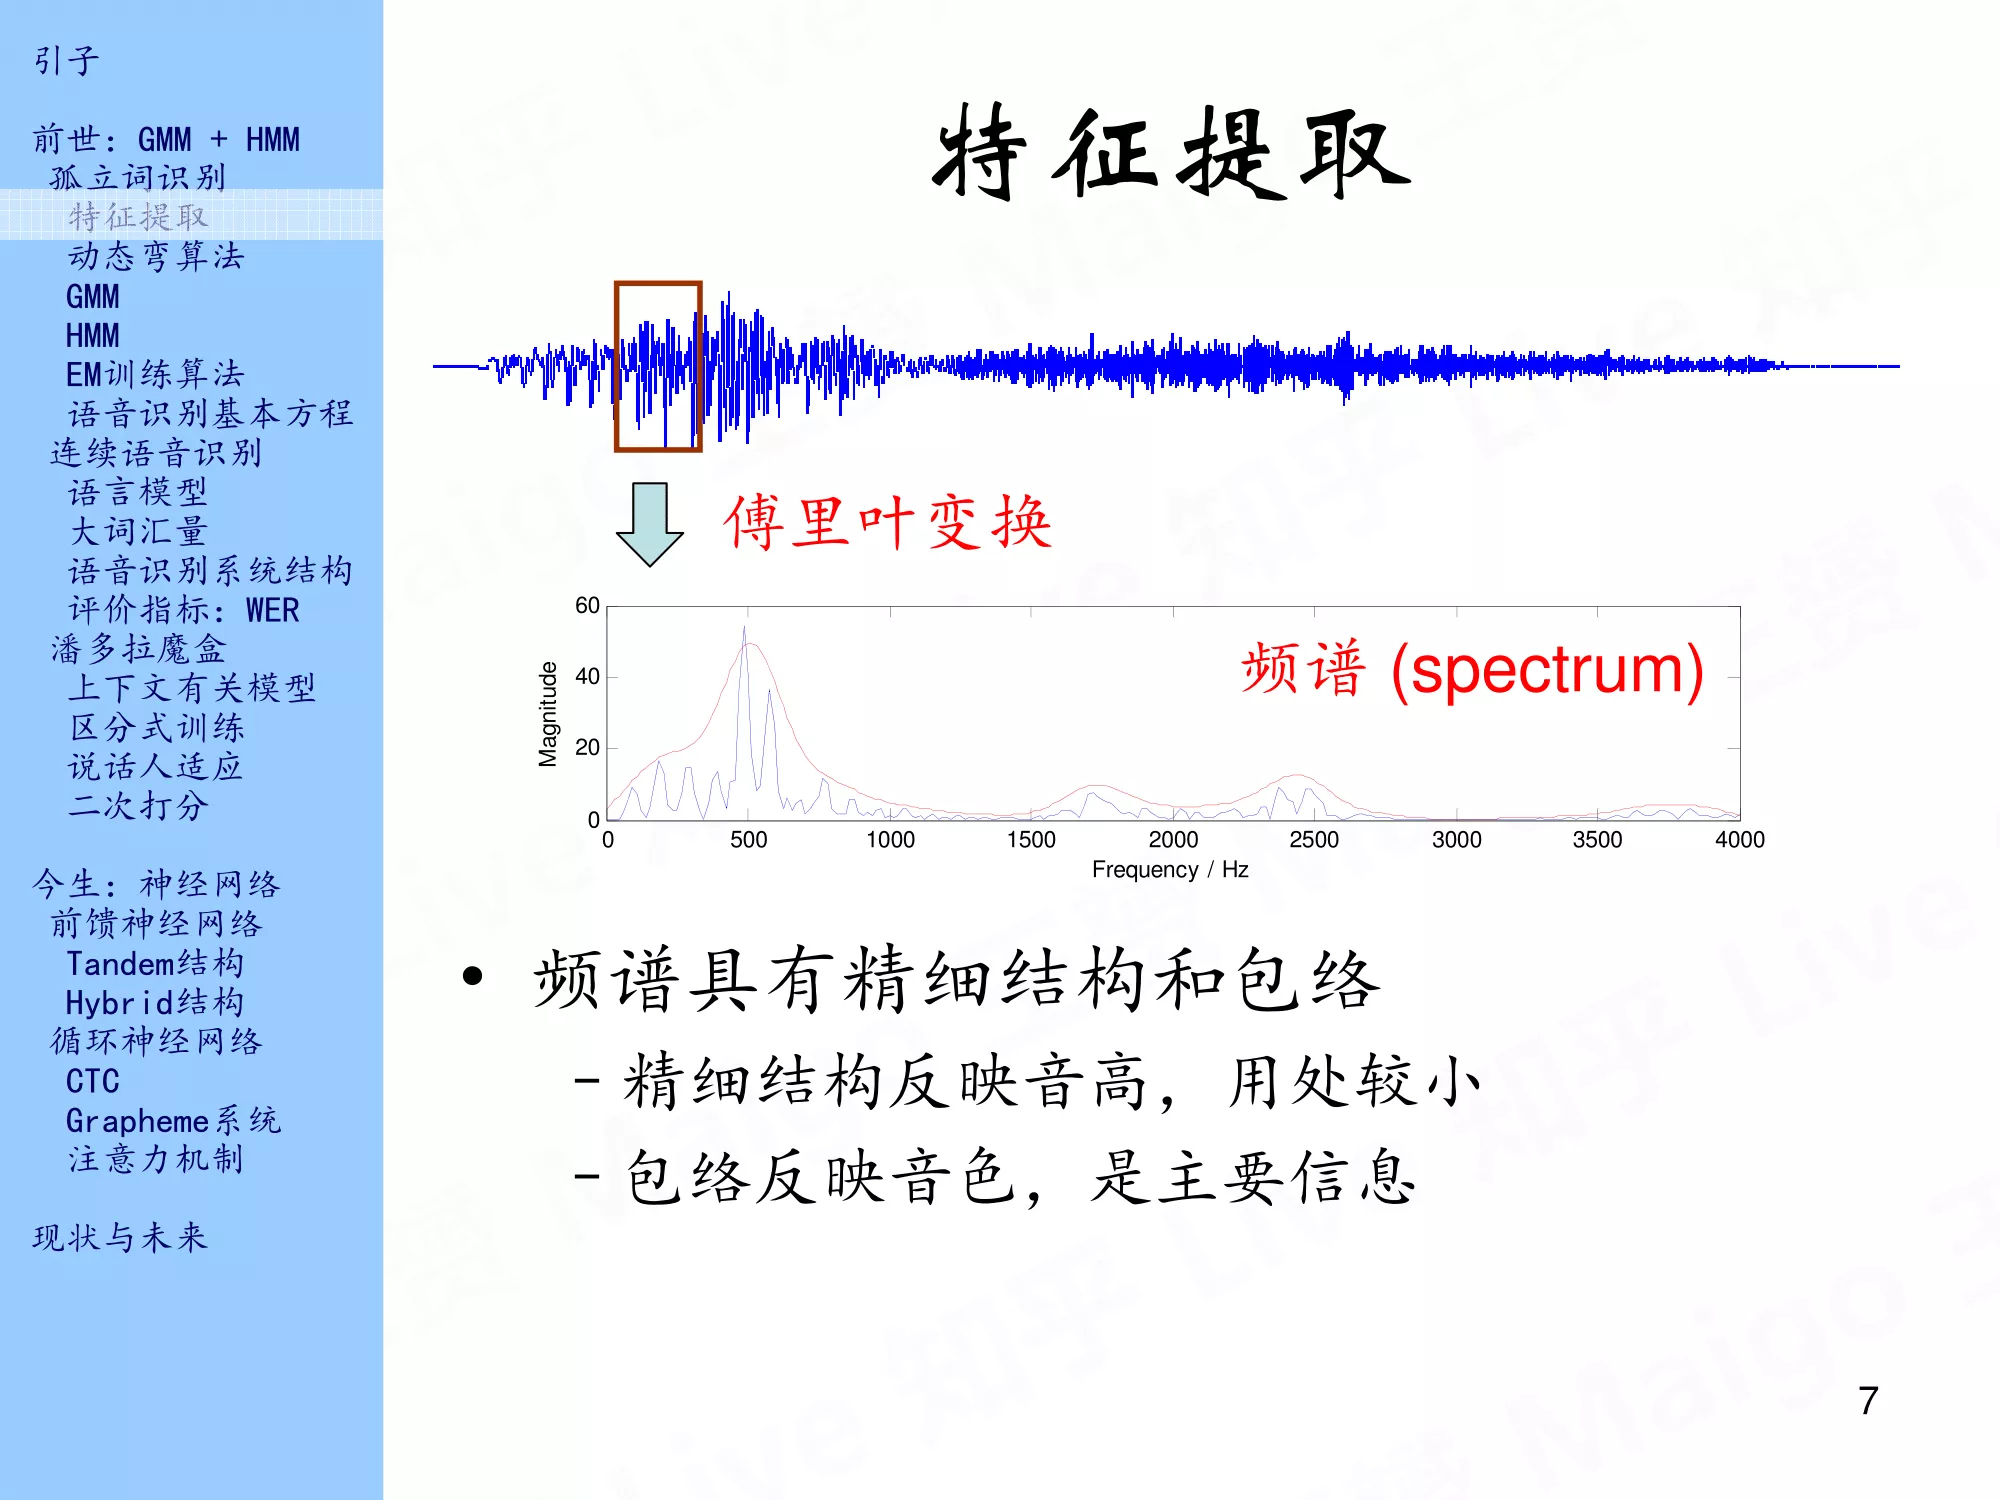 引子
前世：GMM + HMM
孤立词识别
特征提取
动态弯算法
GMM
HMM
EM训练算法
语音识别基本方程
连续语音识别
语言模型
大词汇量
语音识别系统结构
评价指标：WER
潘多拉魔盒
上下文有关模型
区分式训练
说话人适应
二次打分
今生：神经网络
前馈神经网络
Tandem结构
Hybrid结构
循环神经网络
CTC
Grapheme系统
注意力机制
现状与未来
特征提取
傅里叶变换
频谱 (spectrum)
Magnitude
60
40
20
0
0 500 1000 1500 2000 2500 3000 3500 4000
Frequency / Hz
• 频谱具有精细结构和包络
– 精细结构反映音高，用处较小
– 包络反映音色，是主要信息
7
知乎 Live
Maigo 王赟